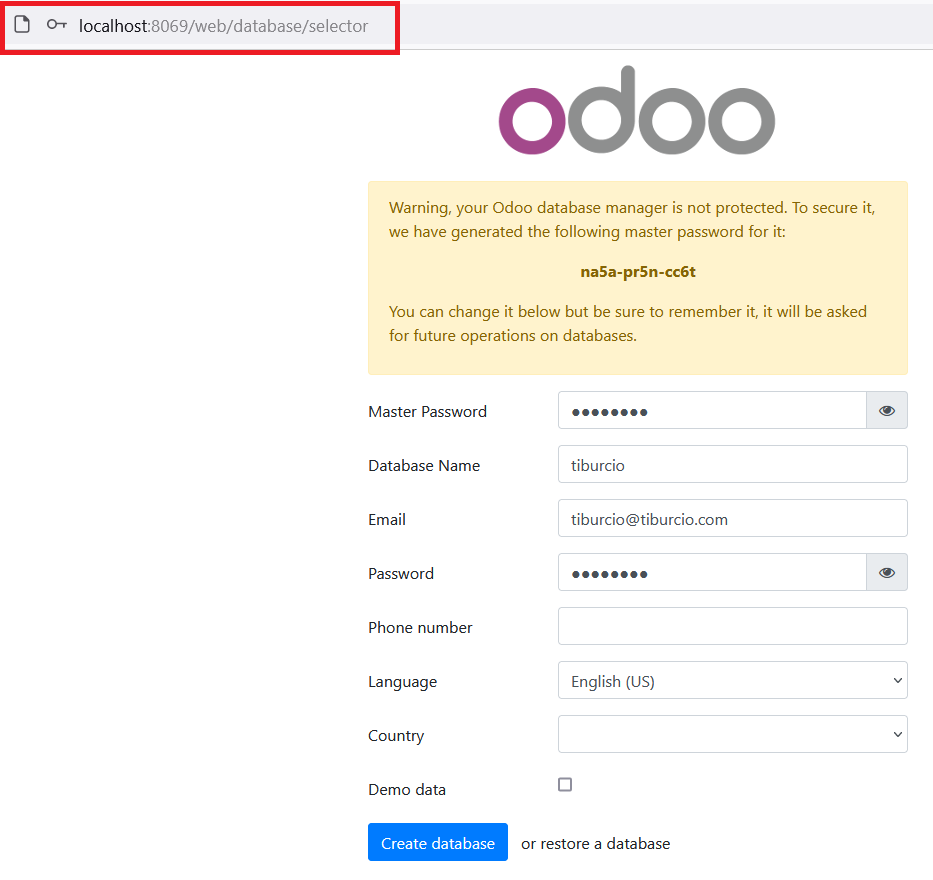 localhost:8069/web/database/selector
odoo
Warning, your Odoo database manager is not protected. To secure it,
we have generated the following master password for it:
na5a-pr5n-cc6t
You can change it below but be sure to remember it, it will be asked
for future operations on databases.
Master Password ●●●●●●●●
Database Name tiburcio
Email tiburcio@tiburcio.com
Password ●●●●●●●●
Phone number
Language English (US)
Country
Demo data
Create database or restore a database